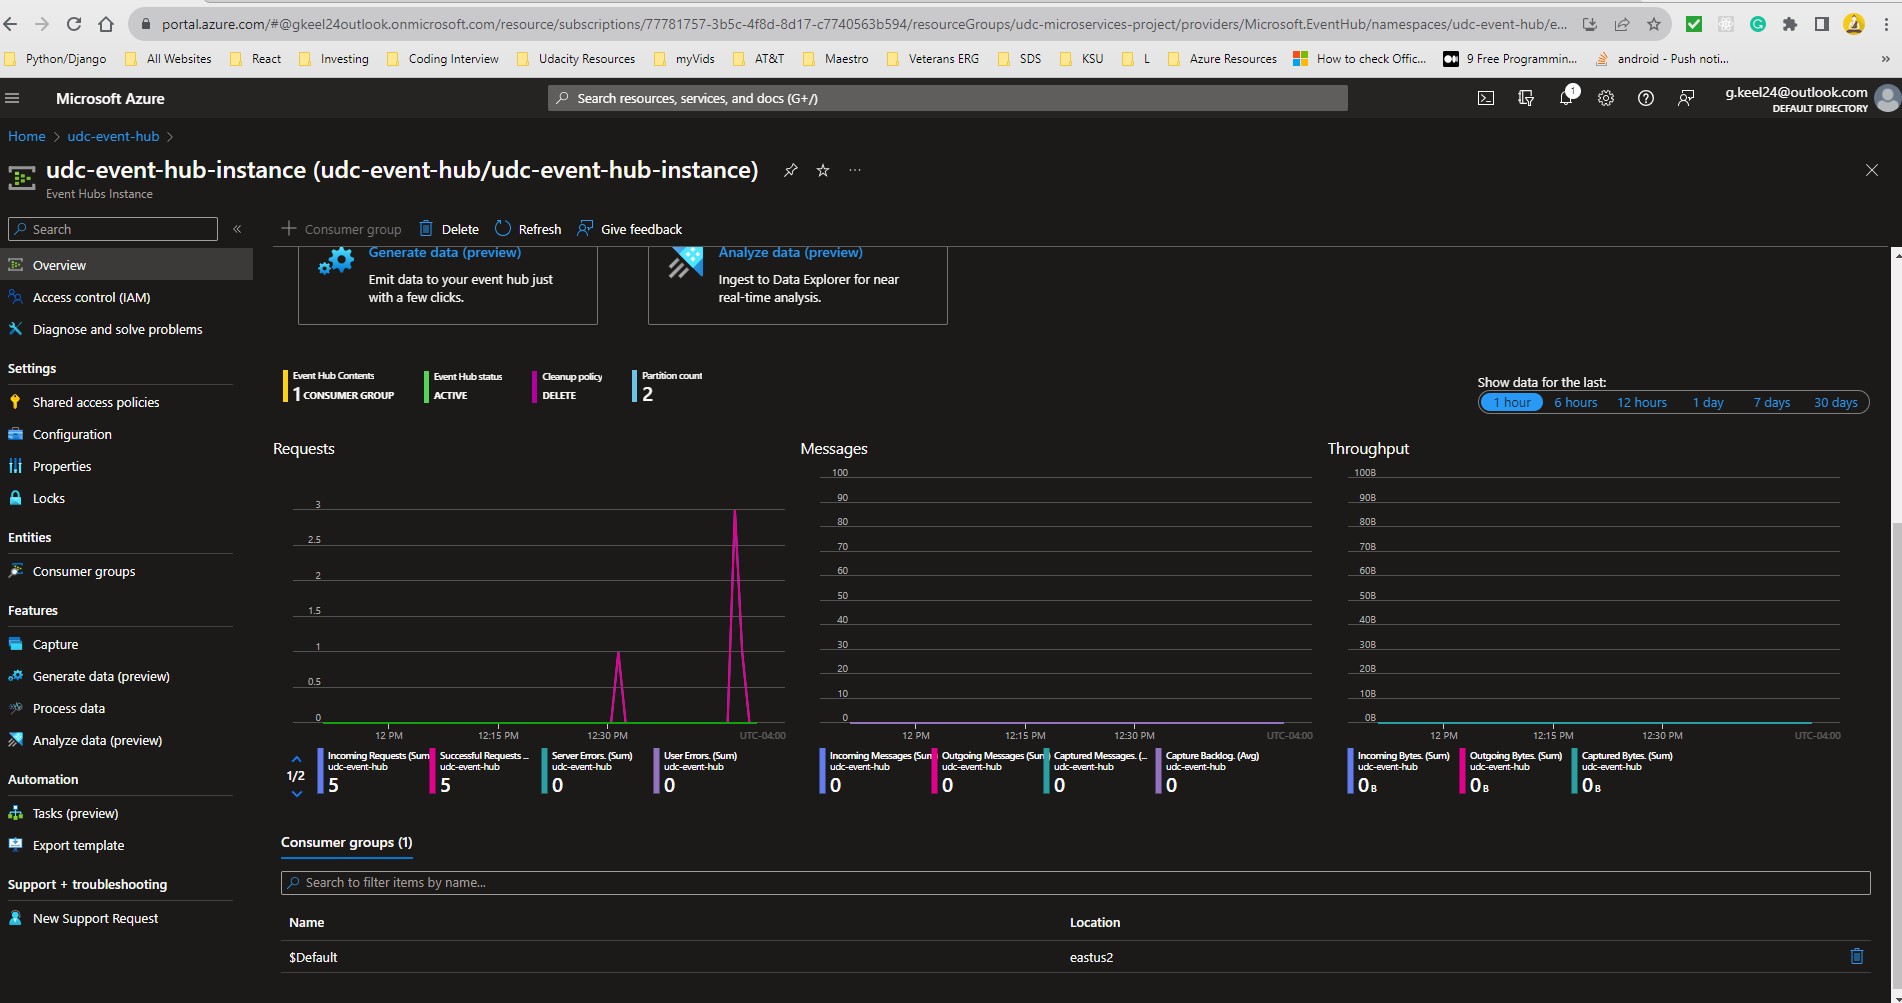 portal.azure.com/#@gkeel24outlook.onmicrosoft.com/resource/subscriptions/77781757-3b5c-4f8d-8d17-c7740563b594/resourceGroups/udc-microservices-project/providers/Microsoft.EventHub/namespaces/udc-event-hub/e...
Python/Django All Websites React Investing Coding Interview Udacity Resources myVids AT&T Maestro Veterans ERG SDS KSU L Azure Resources How to check Offic... 9 Free Programmin... android - Push noti... »
Microsoft Azure
Search resources, services, and docs (G+/)
1
g.keel24@outlook.com
DEFAULT DIRECTORY
Home > udc-event-hub >
udc-event-hub-instance (udc-event-hub/udc-event-hub-instance) ...
Event Hubs Instance
Search «
Overview
Access control (IAM)
Diagnose and solve problems
Settings
Shared access policies
Configuration
Properties
Locks
Entities
Consumer groups
Features
Capture
Generate data (preview)
Process data
Analyze data (preview)
Automation
Tasks (preview)
Export template
Support + troubleshooting
New Support Request
+ Consumer group Delete Refresh Give feedback
Generate data (preview)
Emit data to your event hub just
with a few clicks.
Analyze data (preview)
Ingest to Data Explorer for near
real-time analysis.
Event Hub Contents
1 CONSUMER GROUP
Event Hub status
ACTIVE
Cleanup policy
DELETE
Partition count
2
Show data for the last:
1 hour 6 hours 12 hours 1 day 7 days 30 days
Requests
3
2.5
2
1.5
1
0.5
0
12 PM 12:15 PM 12:30 PM UTC-04:00
1/2
Incoming Requests (Sum
udc-event-hub
5
Successful Requests ...
udc-event-hub
5
Server Errors. (Sum)
udc-event-hub
0
User Errors. (Sum)
udc-event-hub
0
Messages
100
90
80
70
60
50
40
30
20
10
0
12 PM 12:15 PM 12:30 PM UTC-04:00
Incoming Messages (Sum
udc-event-hub
0
Outgoing Messages (Sum
udc-event-hub
0
Captured Messages. (...
udc-event-hub
0
Capture Backlog. (Avg)
udc-event-hub
0
Throughput
100B
90B
80B
70B
60B
50B
40B
30B
20B
10B
0B
12 PM 12:15 PM 12:30 PM UTC-04:00
Incoming Bytes. (Sum)
udc-event-hub
0 B
Outgoing Bytes. (Sum)
udc-event-hub
0 B
Captured Bytes. (Sum)
udc-event-hub
0 B
Consumer groups (1)
Search to filter items by name...
Name Location
$Default eastus2